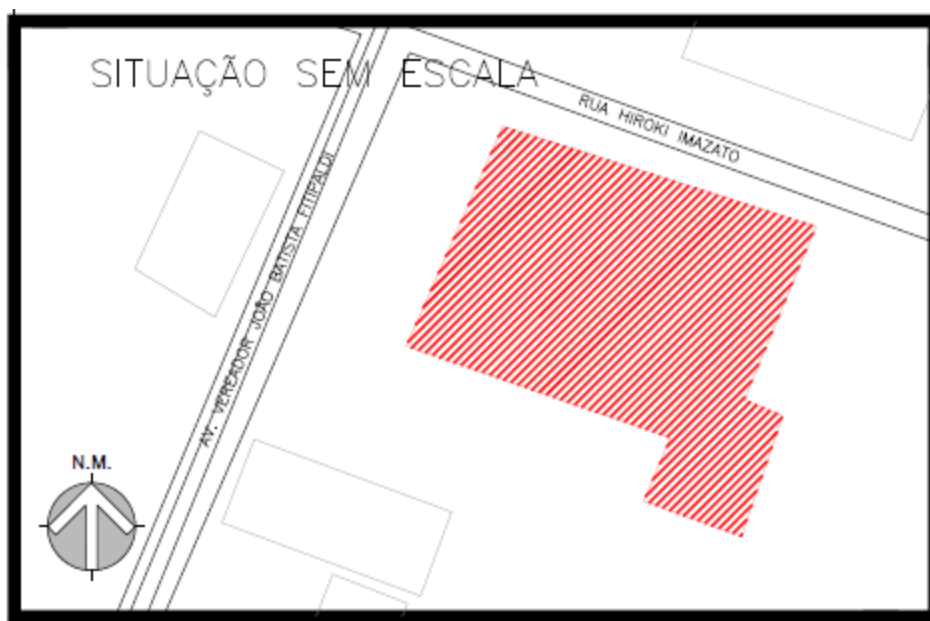 SITUAÇÃO SEM ESCALA
RUA HIROKI IMAZATO
AV. VEREADOR JOÃO BATISTA FITIPALDI
N.M.